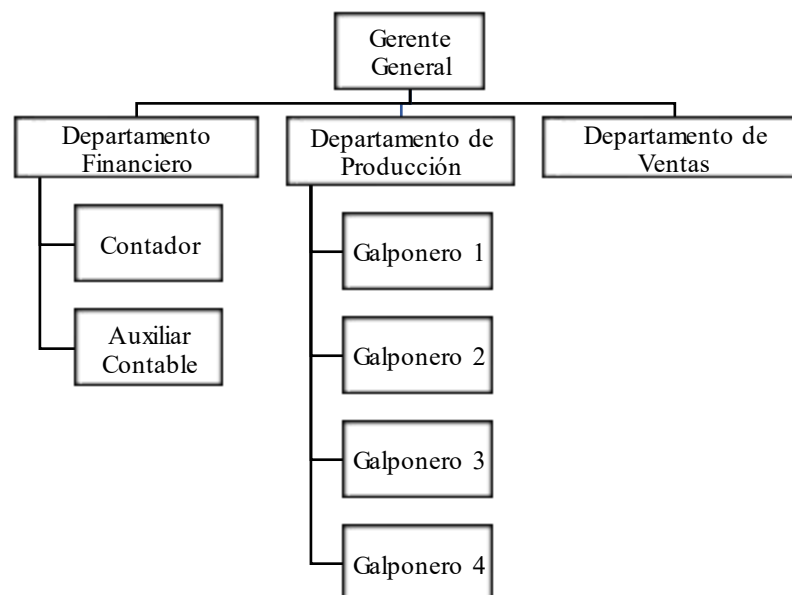 Gerente
General
Departamento
Financiero
Departamento de
Producción
Departamento de
Ventas
Contador
Auxiliar
Contable
Galponero 1
Galponero 2
Galponero 3
Galponero 4